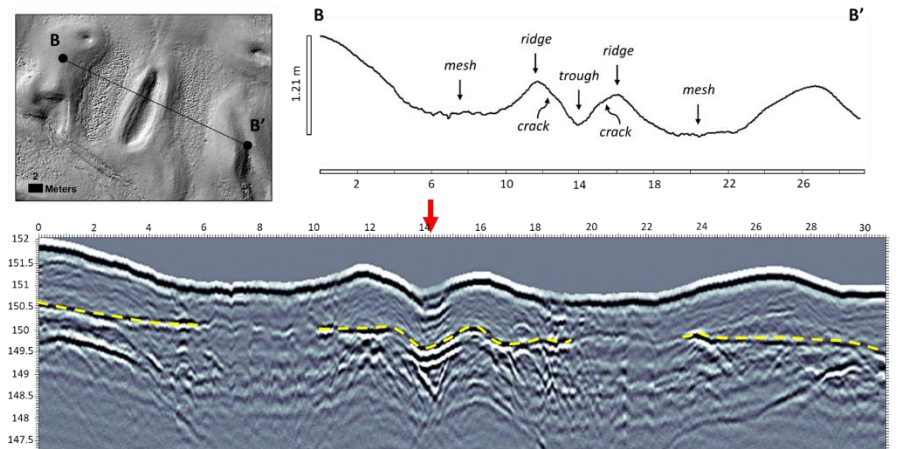 B
B'
2
Meters
B B'
1.21 m
ridge
ridge
mesh
trough
mesh
crack
crack
2 6 10 14 18 22 26
0 2 4 6 8 10 12 14 16 18 20 22 24 26 28 30
152
151.5
151
150.5
150
149.5
149
148.5
148
147.5